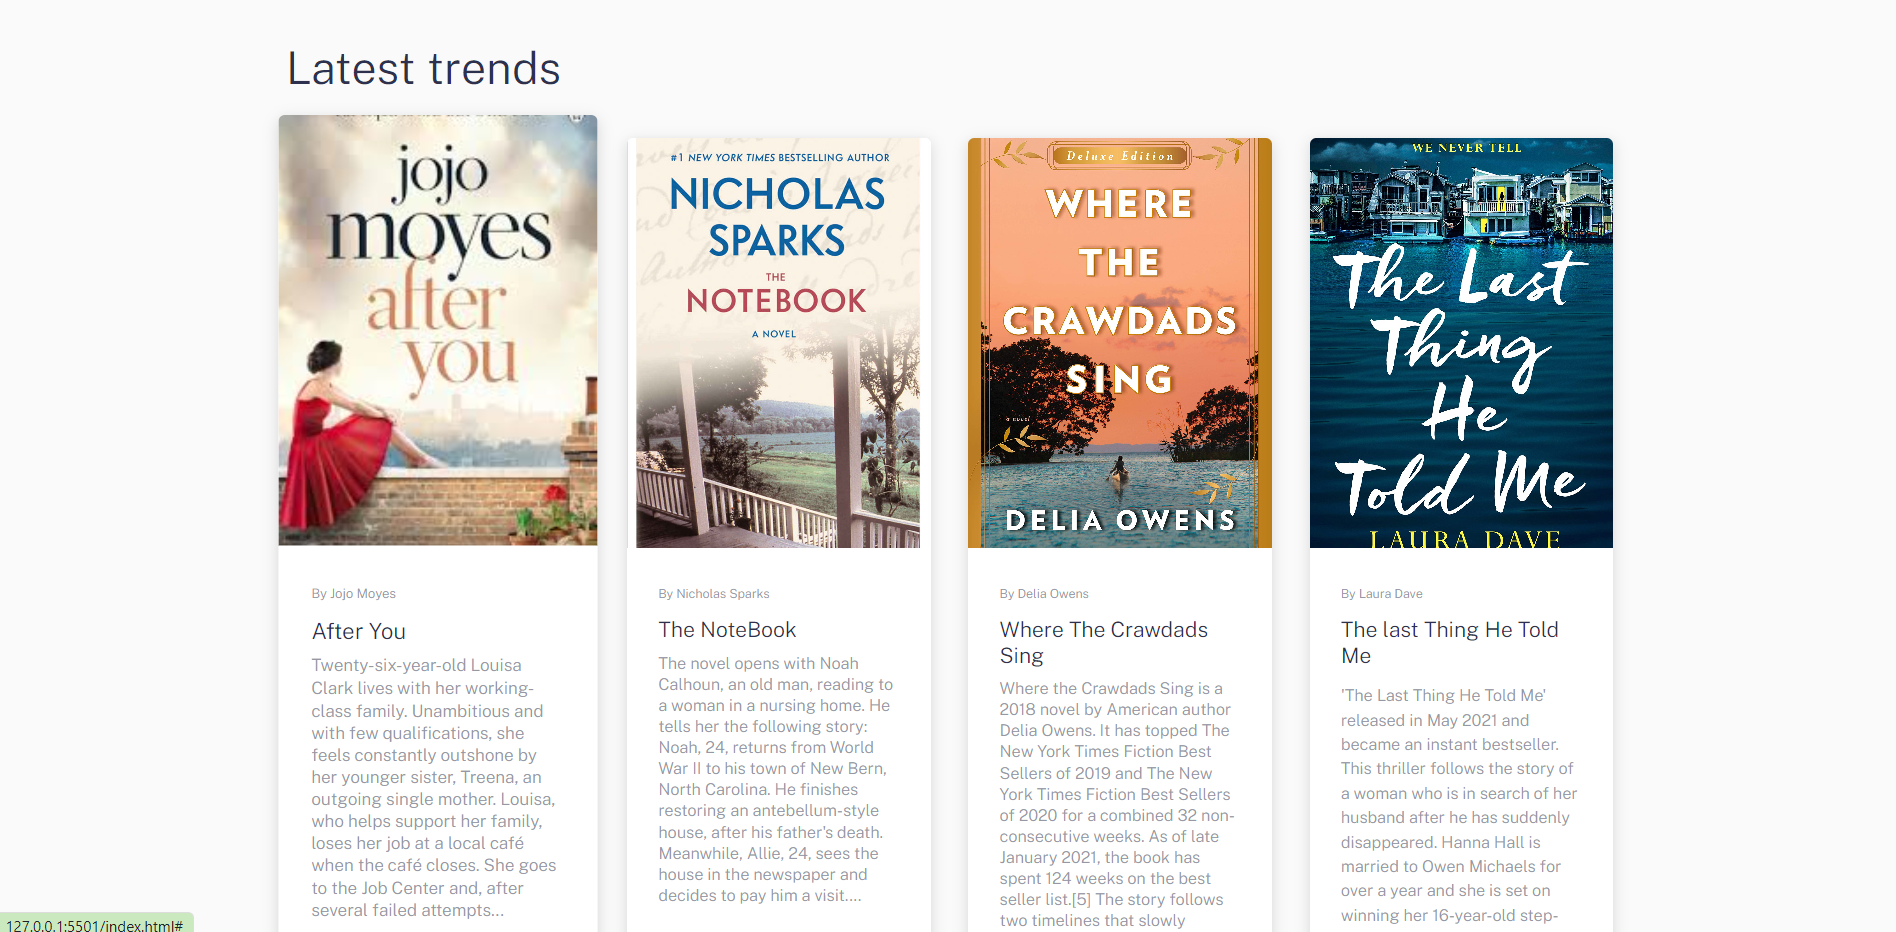 Latest trends
jojo
moyes
after
you
By Jojo Moyes
After You
Twenty-six-year-old Louisa
Clark lives with her working-
class family. Unambitious and
with few qualifications, she
feels constantly outshone by
her younger sister, Treena, an
outgoing single mother. Louisa,
who helps support her family,
loses her job at a local café
when the café closes. She goes
to the Job Center and, after
several failed attempts...
#1 NEW YORK TIMES BESTSELLING AUTHOR
NICHOLAS
SPARKS
THE
NOTEBOOK
A NOVEL
By Nicholas Sparks
The NoteBook
The novel opens with Noah
Calhoun, an old man, reading to
a woman in a nursing home. He
tells her the following story:
Noah, 24, returns from World
War II to his town of New Bern,
North Carolina. He finishes
restoring an antebellum-style
house, after his father's death.
Meanwhile, Allie, 24, sees the
house in the newspaper and
decides to pay him a visit....
Deluxe Edition
WHERE
THE
CRAWDADS
SING
a novel
DELIA OWENS
By Delia Owens
Where The Crawdads
Sing
Where the Crawdads Sing is a
2018 novel by American author
Delia Owens. It has topped The
New York Times Fiction Best
Sellers of 2019 and The New
York Times Fiction Best Sellers
of 2020 for a combined 32 non-
consecutive weeks. As of late
January 2021, the book has
spent 124 weeks on the best
seller list.[5] The story follows
two timelines that slowly
WE NEVER TELL
The Last
Thing
He
Told Me
LAURA DAVE
By Laura Dave
The last Thing He Told
Me
'The Last Thing He Told Me'
released in May 2021 and
became an instant bestseller.
This thriller follows the story of
a woman who is in search of her
husband after he has suddenly
disappeared. Hanna Hall is
married to Owen Michaels for
over a year and she is set on
winning her 16-year-old step-
127.0.0.1:5501/index.html#